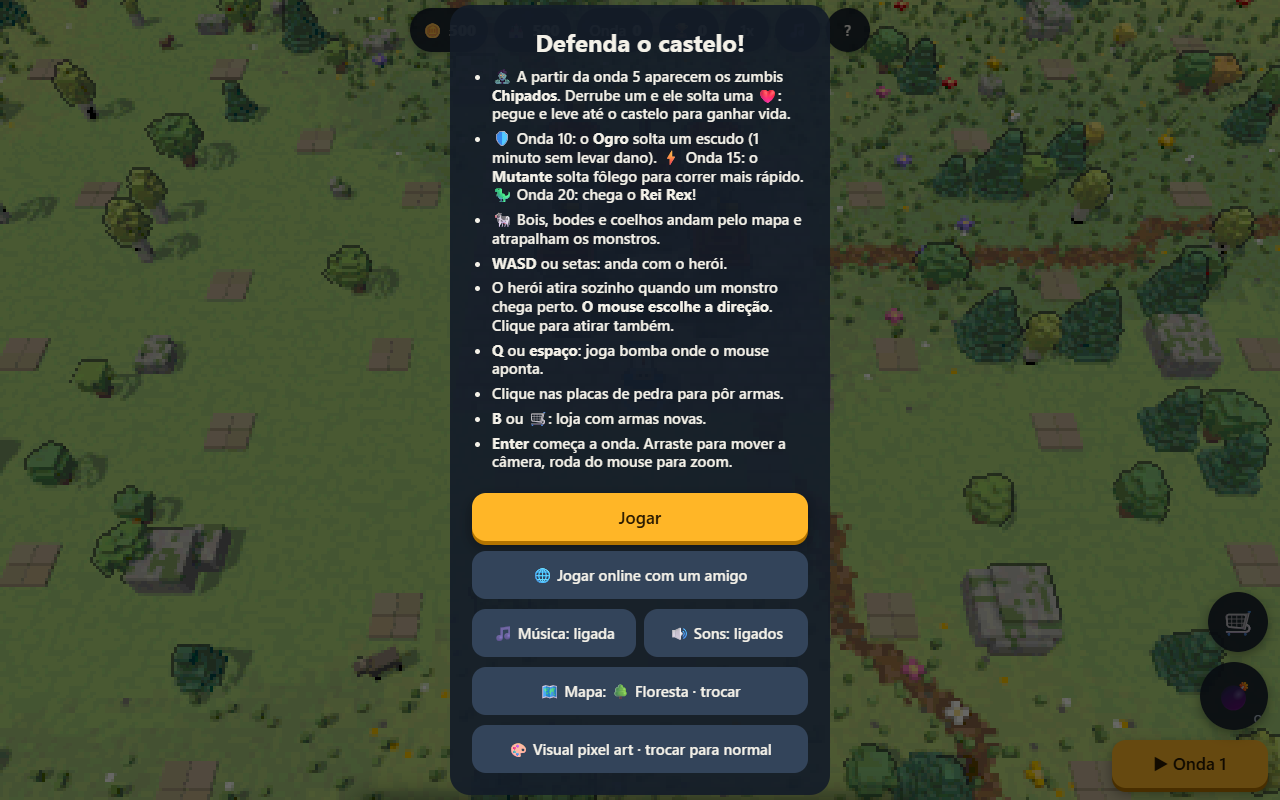 500
?
Defenda o castelo!
A partir da onda 5 aparecem os zumbis
Chipados. Derrube um e ele solta uma ❤️:
pegue e leve até o castelo para ganhar vida.
Onda 10: o Ogro solta um escudo (1
minuto sem levar dano). ⚡ Onda 15: o
Mutante solta fôlego para correr mais rápido.
Onda 20: chega o Rei Rex!
Bois, bodes e coelhos andam pelo mapa e
atrapalham os monstros.
WASD ou setas: anda com o herói.
O herói atira sozinho quando um monstro
chega perto. O mouse escolhe a direção.
Clique para atirar também.
Q ou espaço: joga bomba onde o mouse
aponta.
Clique nas placas de pedra para pôr armas.
B ou 🛒: loja com armas novas.
Enter começa a onda. Arraste para mover a
câmera, roda do mouse para zoom.
Jogar
Jogar online com um amigo
Música: ligada
Sons: ligados
Mapa: Floresta · trocar
Visual pixel art · trocar para normal
▶ Onda 1